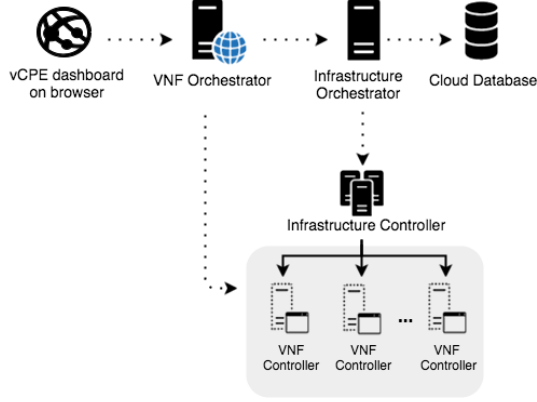 vCPE dashboard
on browser
VNF Orchestrator
Infrastructure
Orchestrator
Cloud Database
Infrastructure Controller
VNF
Controller
VNF
Controller
...
VNF
Controller